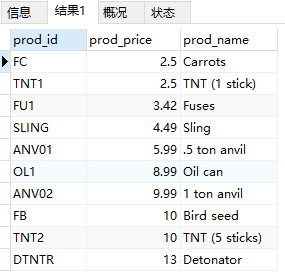 信息 结果1 概况 状态
prod_id prod_price prod_name
FC 2.5 Carrots
TNT1 2.5 TNT (1 stick)
FU1 3.42 Fuses
SLING 4.49 Sling
ANV01 5.99 .5 ton anvil
OL1 8.99 Oil can
ANV02 9.99 1 ton anvil
FB 10 Bird seed
TNT2 10 TNT (5 sticks)
DTNTR 13 Detonator